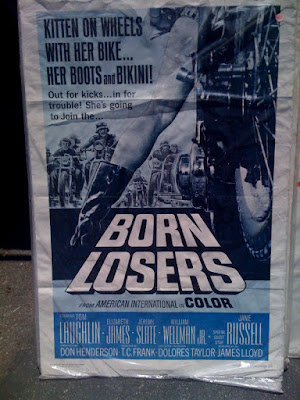 KITTEN ON WHEELS
WITH HER BIKE...
HER BOOTS and BIKINI!
Out for kicks...in for
trouble! She's going
to join the...
BORN
LOSERS
From AMERICAN INTERNATIONAL in COLOR
TOM ELIZABETH JEREMY WILLIAM JANE
LAUGHLIN JAMES SLATE WELLMAN JR. RUSSELL
DON HENDERSON T.C. FRANK DOLORES TAYLOR JAMES LLOYD